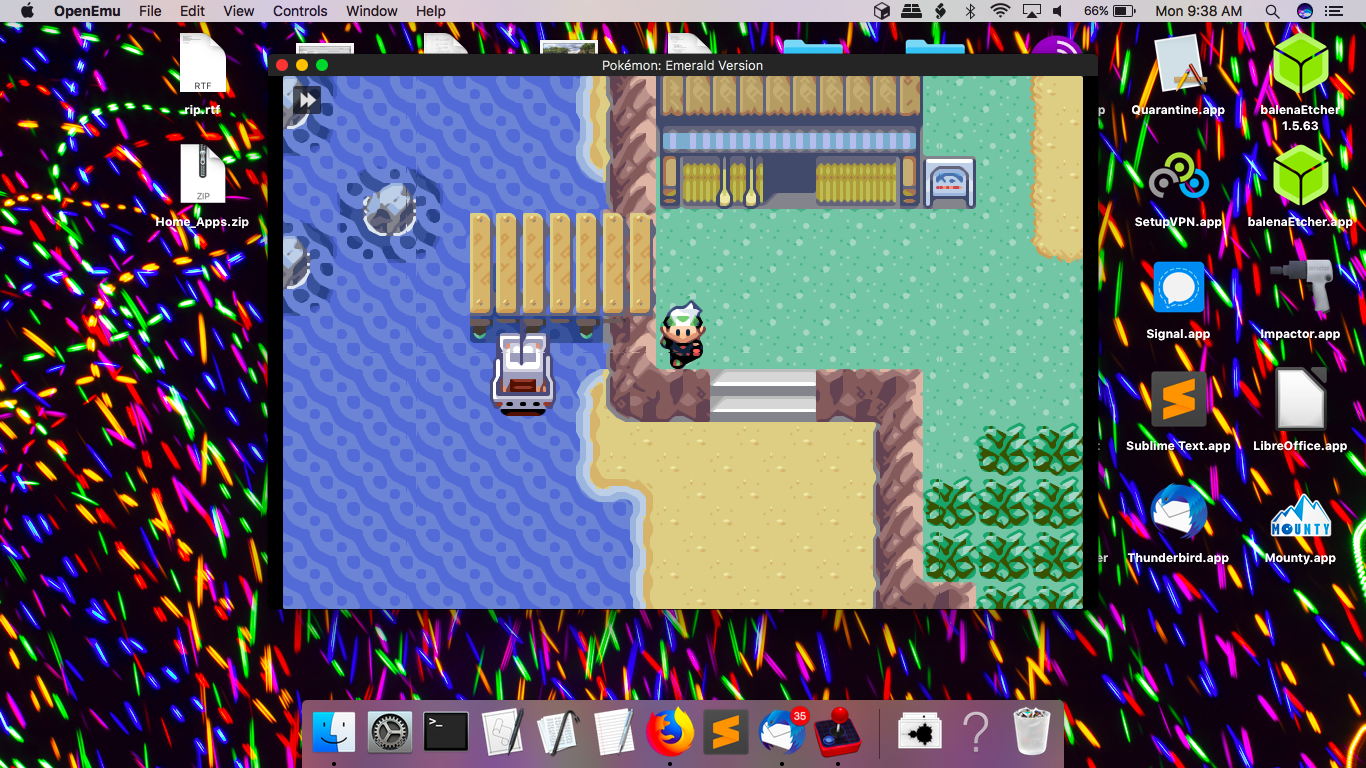 OpenEmu File Edit View Controls Window Help 66% Mon 9:38 AM
Pokémon: Emerald Version
RTF
rip.rtf
ZIP
Home_Apps.zip
Quarantine.app
balenaEtcher
1.5.63
SetupVPN.app
balenaEtcher.app
Signal.app
Impactor.app
Sublime Text.app
LibreOffice.app
MOUNTY
Thunderbird.app
Mounty.app
p
t
er
>_
35
?